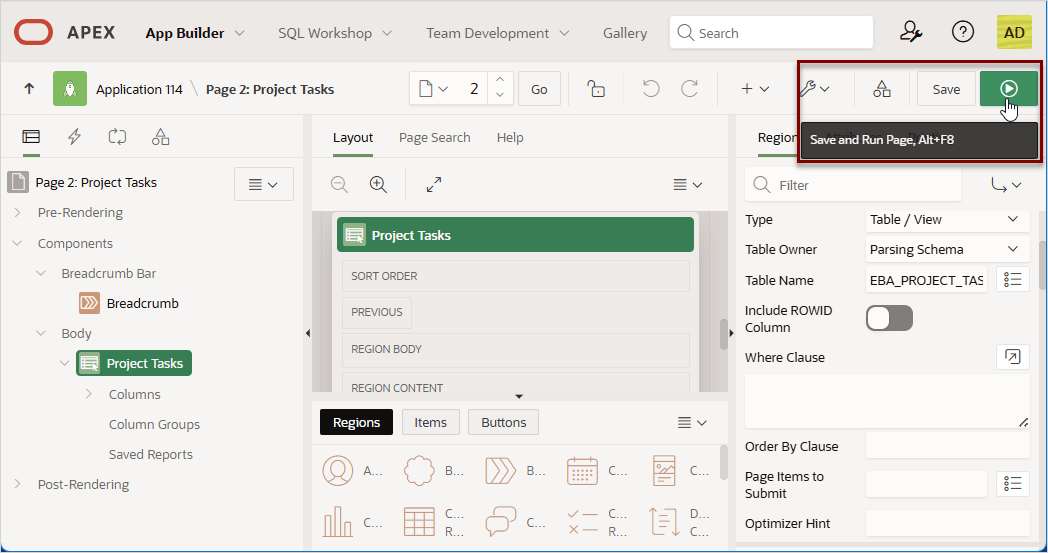 APEX
App Builder
SQL Workshop
Team Development
Gallery
Search
AD
Application 114 \ Page 2: Project Tasks
2
Go
Save
Save and Run Page, Alt+F8
Layout
Page Search
Help
Region
Page 2: Project Tasks
Pre-Rendering
Components
Breadcrumb Bar
Breadcrumb
Body
Project Tasks
Columns
Column Groups
Saved Reports
Post-Rendering
Project Tasks
SORT ORDER
PREVIOUS
REGION BODY
REGION CONTENT
Regions
Items
Buttons
A...
B...
B...
C...
C...
C...
C...
R...
C...
C...
R...
D...
C...
Filter
Type
Table / View
Table Owner
Parsing Schema
Table Name
EBA_PROJECT_TAS
Include ROWID
Column
Where Clause
Order By Clause
Page Items to
Submit
Optimizer Hint